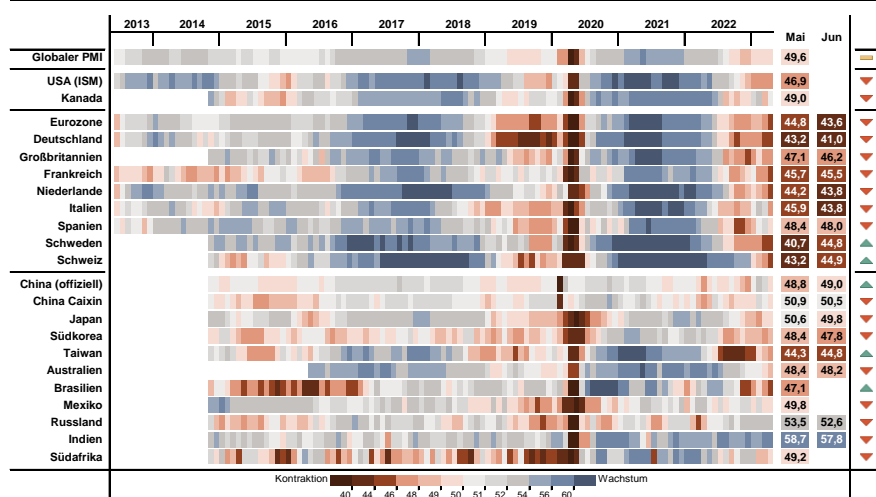 2013 2014 2015 2016 2017 2018 2019 2020 2021 2022
Mai Jun
Globaler PMI 49,6
USA (ISM) 46,9
Kanada 49,0
Eurozone 44,8 43,6
Deutschland 43,2 41,0
Großbritannien 47,1 46,2
Frankreich 45,7 45,5
Niederlande 44,2 43,8
Italien 45,9 43,8
Spanien 48,4 48,0
Schweden 40,7 44,8
Schweiz 43,2 44,9
China (offiziell) 48,8 49,0
China Caixin 50,9 50,5
Japan 50,6 49,8
Südkorea 48,4 47,8
Taiwan 44,3 44,8
Australien 48,4 48,2
Brasilien 47,1
Mexiko 49,8
Russland 53,5 52,6
Indien 58,7 57,8
Südafrika 49,2
Kontraktion Wachstum
40 44 46 48 49 50 51 52 54 56 60